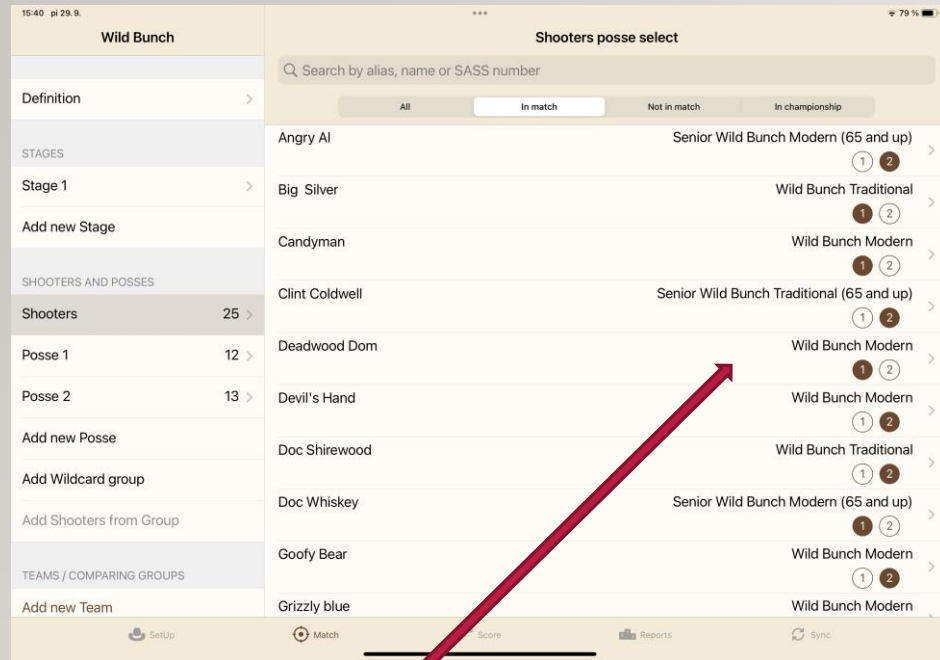 15:40 pi 29.9.
79 %
Wild Bunch
Shooters posse select
Search by alias, name or SASS number
All
In match
Not in match
In championship
Definition
STAGES
Stage 1
Add new Stage
SHOOTERS AND POSSES
Shooters 25
Posse 1 12
Posse 2 13
Add new Posse
Add Wildcard group
Add Shooters from Group
TEAMS / COMPARING GROUPS
Add new Team
Angry Al Senior Wild Bunch Modern (65 and up)
1 2
Big Silver Wild Bunch Traditional
1 2
Candyman Wild Bunch Modern
1 2
Clint Coldwell Senior Wild Bunch Traditional (65 and up)
1 2
Deadwood Dom Wild Bunch Modern
1 2
Devil's Hand Wild Bunch Modern
1 2
Doc Shirewood Wild Bunch Traditional
1 2
Doc Whiskey Senior Wild Bunch Modern (65 and up)
1 2
Goofy Bear Wild Bunch Modern
1 2
Grizzly blue Wild Bunch Modern
SetUp
Match
Score
Reports
Sync